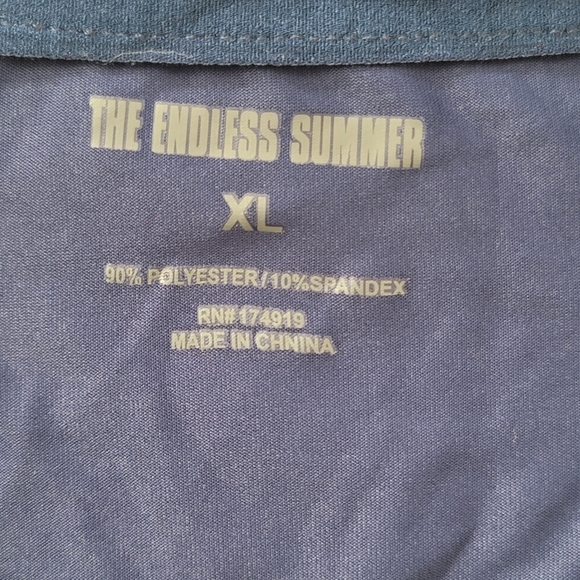 THE ENDLESS SUMMER
XL
90% POLYESTER/10%SPANDEX
RN#174919
MADE IN CHNINA